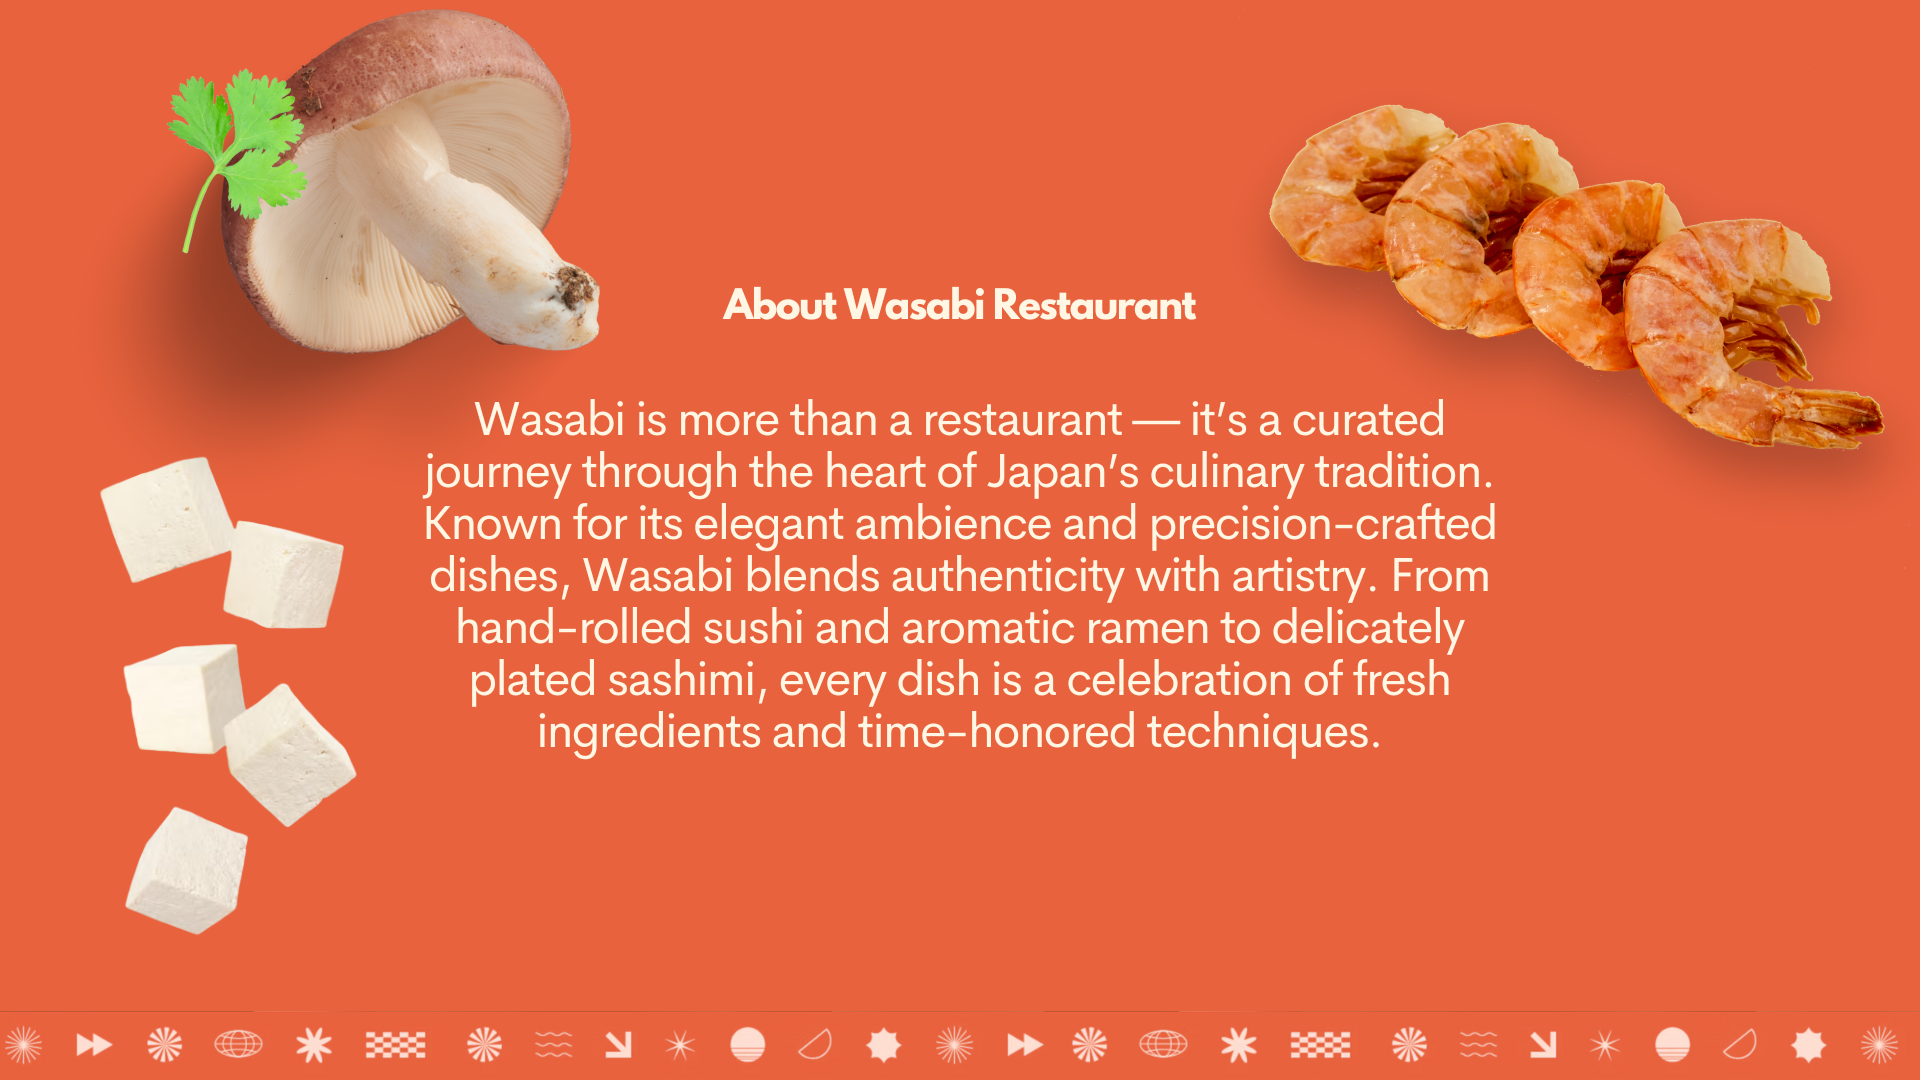 About Wasabi Restaurant
Wasabi is more than a restaurant — it’s a curated
journey through the heart of Japan’s culinary tradition.
Known for its elegant ambience and precision-crafted
dishes, Wasabi blends authenticity with artistry. From
hand-rolled sushi and aromatic ramen to delicately
plated sashimi, every dish is a celebration of fresh
ingredients and time-honored techniques.